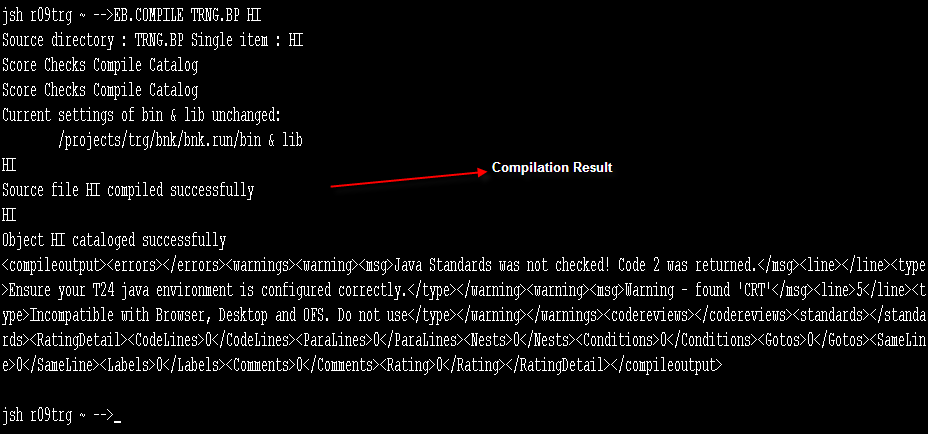 jsh r09trg ~ -->EB.COMPILE TRNG.BP HI
Source directory : TRNG.BP Single item : HI
Score Checks Compile Catalog
Score Checks Compile Catalog
Current settings of bin & lib unchanged:
/projects/trg/bnk/bnk.run/bin & lib
HI
Compilation Result
Source file HI compiled successfully
HI
Object HI cataloged successfully
<compileoutput><errors></errors><warnings><warning><msg>Java Standards was not checked! Code 2 was returned.</msg><line></line><type
>Ensure your T24 java environment is configured correctly.</type></warning><warning><msg>Warning - found 'CRT'</msg><line>5</line><t
ype>Incompatible with Browser, Desktop and OFS. Do not use</type></warning></warnings><codereviews></codereviews><standards></standa
rds><RatingDetail><CodeLines>0</CodeLines><ParaLines>0</ParaLines><Nests>0</Nests><Conditions>0</Conditions><Gotos>0</Gotos><SameLin
e>0</SameLine><Labels>0</Labels><Comments>0</Comments><Rating>0</Rating></RatingDetail></compileoutput>
jsh r09trg ~ -->_